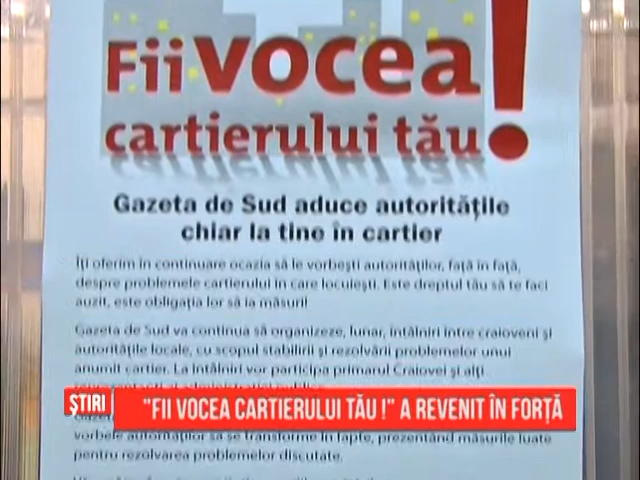 Fii vocea!
cartierului tău
Gazeta de Sud aduce autoritățile
chiar la tine în cartier
Îți oferim în continuare ocazia să le vorbești autorităților, față în față,
despre problemele cartierului în care locuiești. Este dreptul tău să te faci
auzit, este obligația lor să ia măsuri!
Gazeta de Sud va continua să organizeze, lunar, întâlniri între craioveni și
autoritățile locale, cu scopul stabilirii și rezolvării problemelor unui
anumit cartier. La întâlniri vor participa primarul Craiovei și alți
ȘTIRI "FII VOCEA CARTIERULUI TĂU !" A REVENIT ÎN FORȚĂ
vorbele autorităților să se transforme în fapte, prezentând măsurile luate
pentru rezolvarea problemelor discutate.